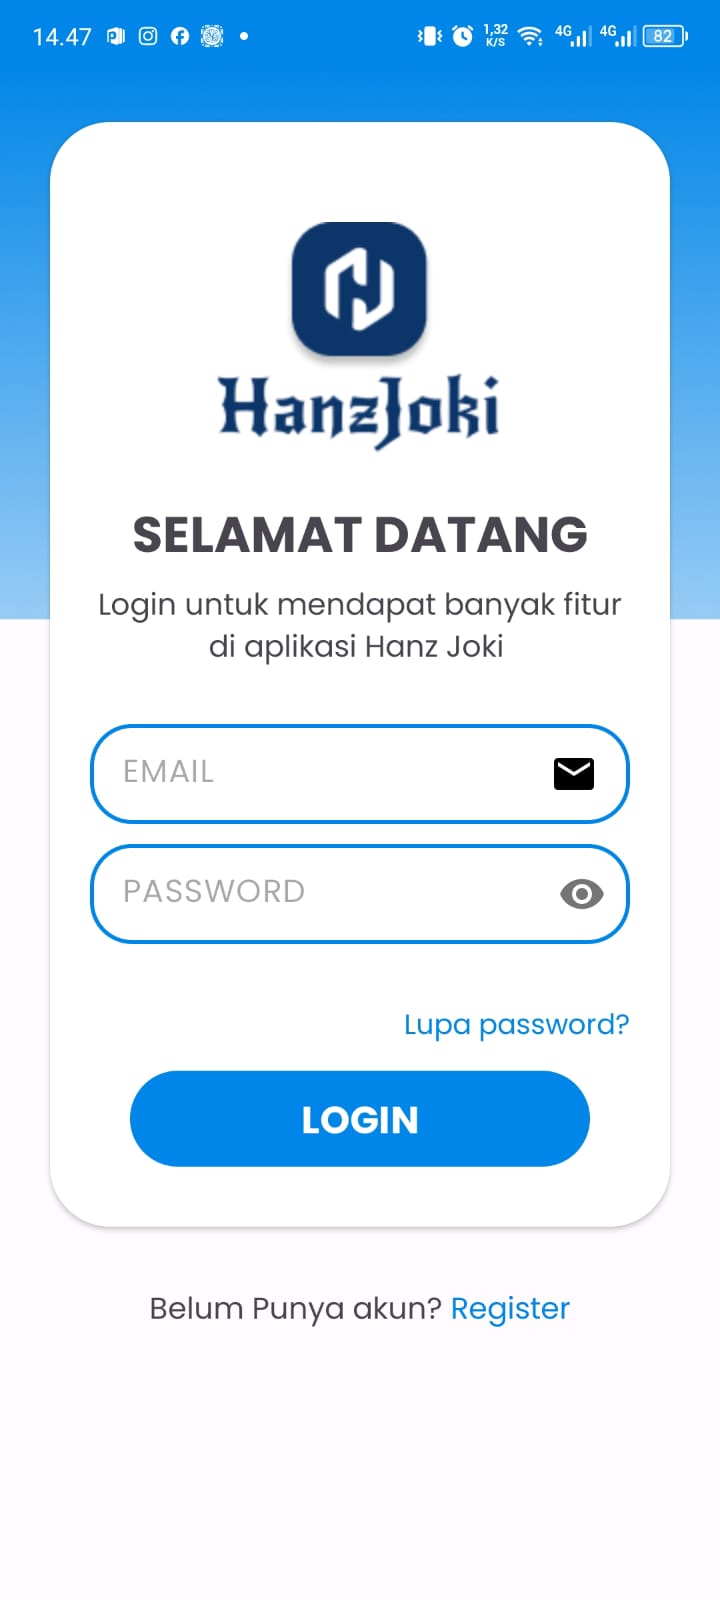 14.47
1,32
K/S
4G
4G
82
HanzJoki
SELAMAT DATANG
Login untuk mendapat banyak fitur
di aplikasi Hanz Joki
EMAIL
PASSWORD
Lupa password?
LOGIN
Belum Punya akun? Register